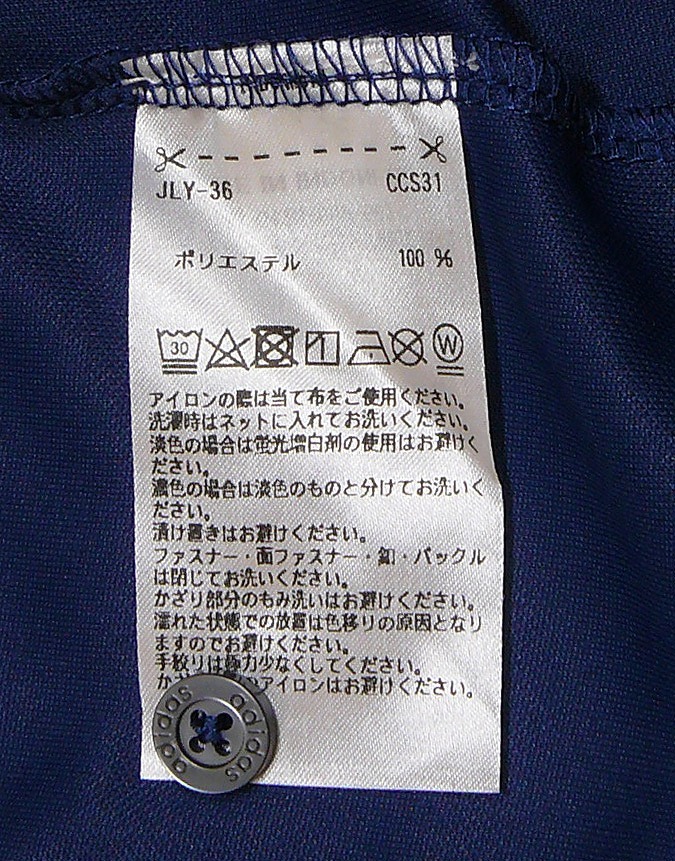 JLY-36 CCS31
ポリエステル 100 %
30 W
アイロンの際は当て布をご使用ください。
洗濯時はネットに入れてお洗いください。
淡色の場合は蛍光増白剤の使用はお避けく
ださい。
濃色の場合は淡色のものと分けてお洗いく
ださい。
漬け置きはお避けください。
ファスナー・面ファスナー・釦・バックル
は閉じてお洗いください。
かざり部分のもみ洗いはお避けください。
濡れた状態での放置は色移りの原因となり
ますのでお避けください。
手絞りは極力少なくしてください。
かざ のアイロンはお避けください。
adidas adidas